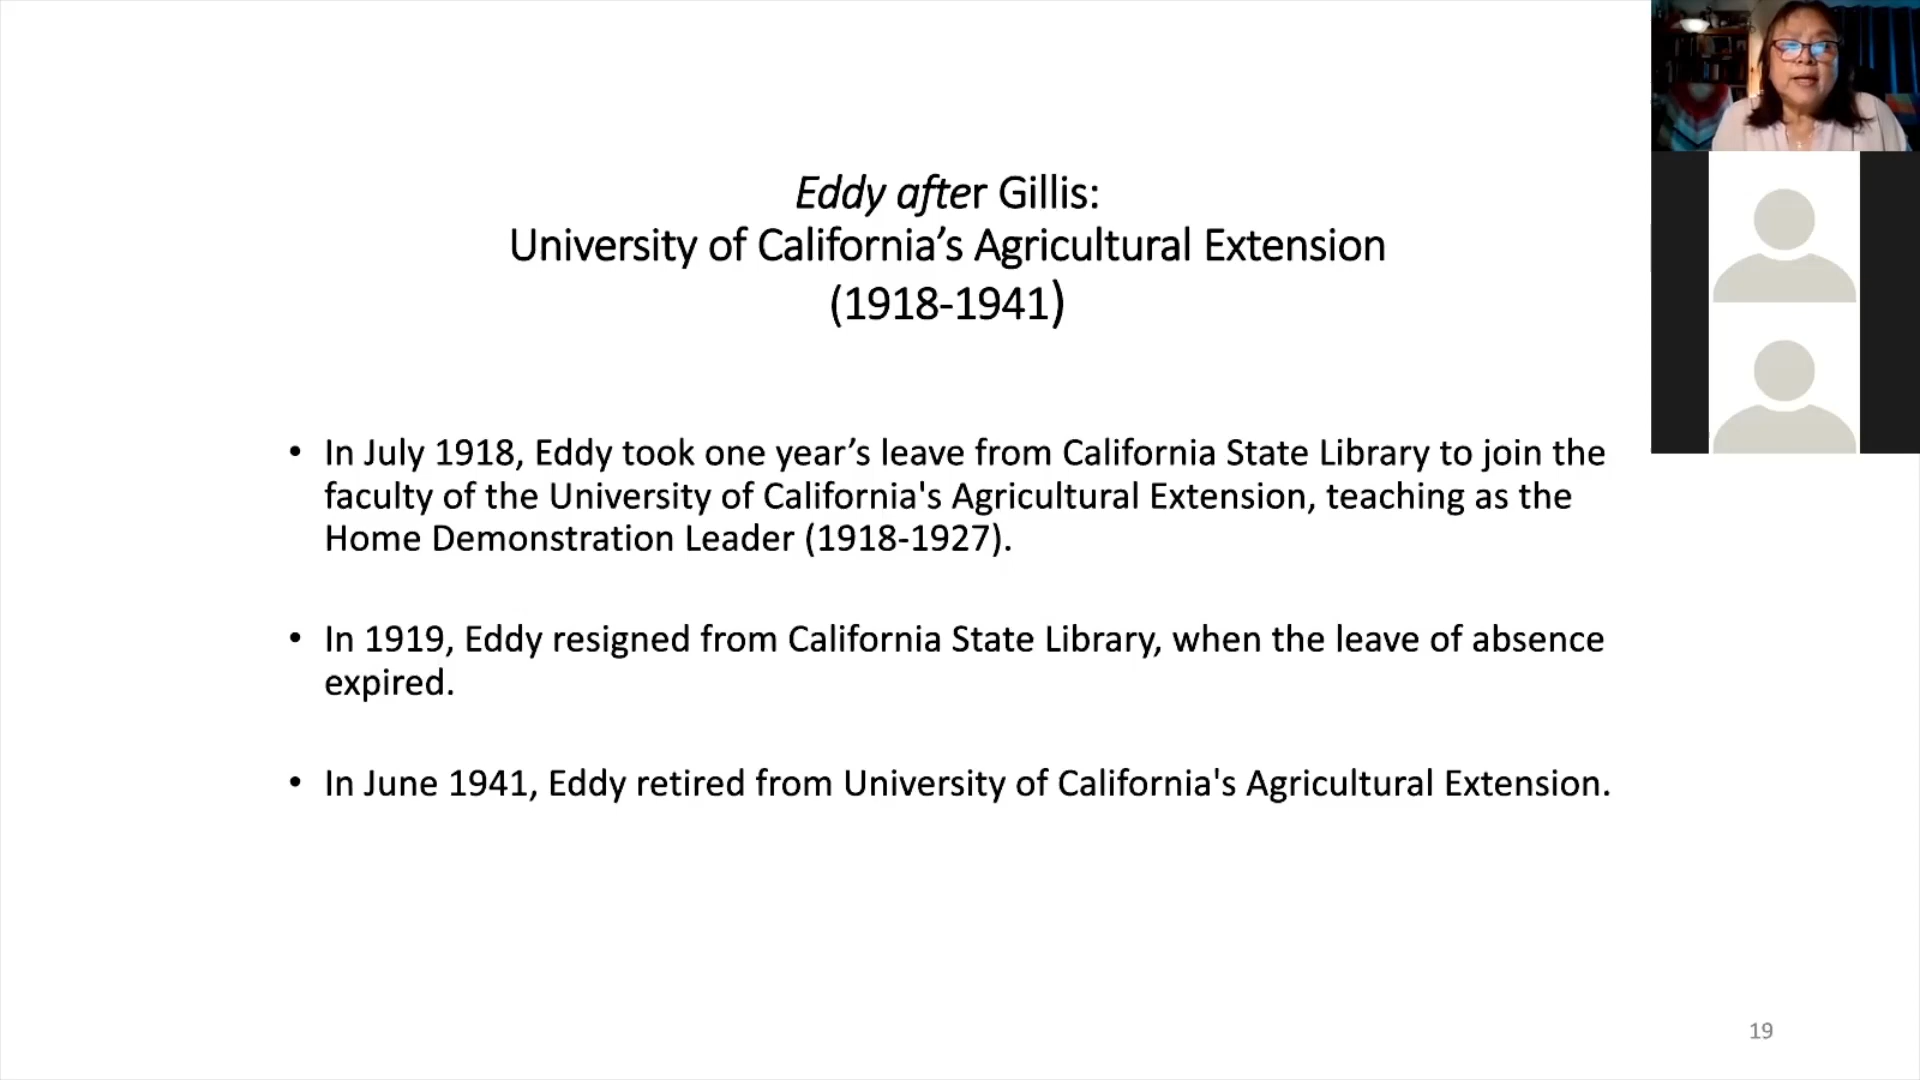 Eddy after Gillis:
University of California’s Agricultural Extension
(1918-1941)
• In July 1918, Eddy took one year’s leave from California State Library to join the
faculty of the University of California's Agricultural Extension, teaching as the
Home Demonstration Leader (1918-1927).
• In 1919, Eddy resigned from California State Library, when the leave of absence
expired.
• In June 1941, Eddy retired from University of California's Agricultural Extension.
19